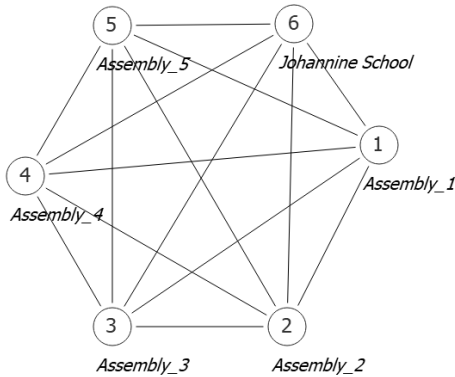 5
6
Assembly_5
Johannine School
1
4
Assembly_1
Assembly_4
3
2
Assembly_3
Assembly_2